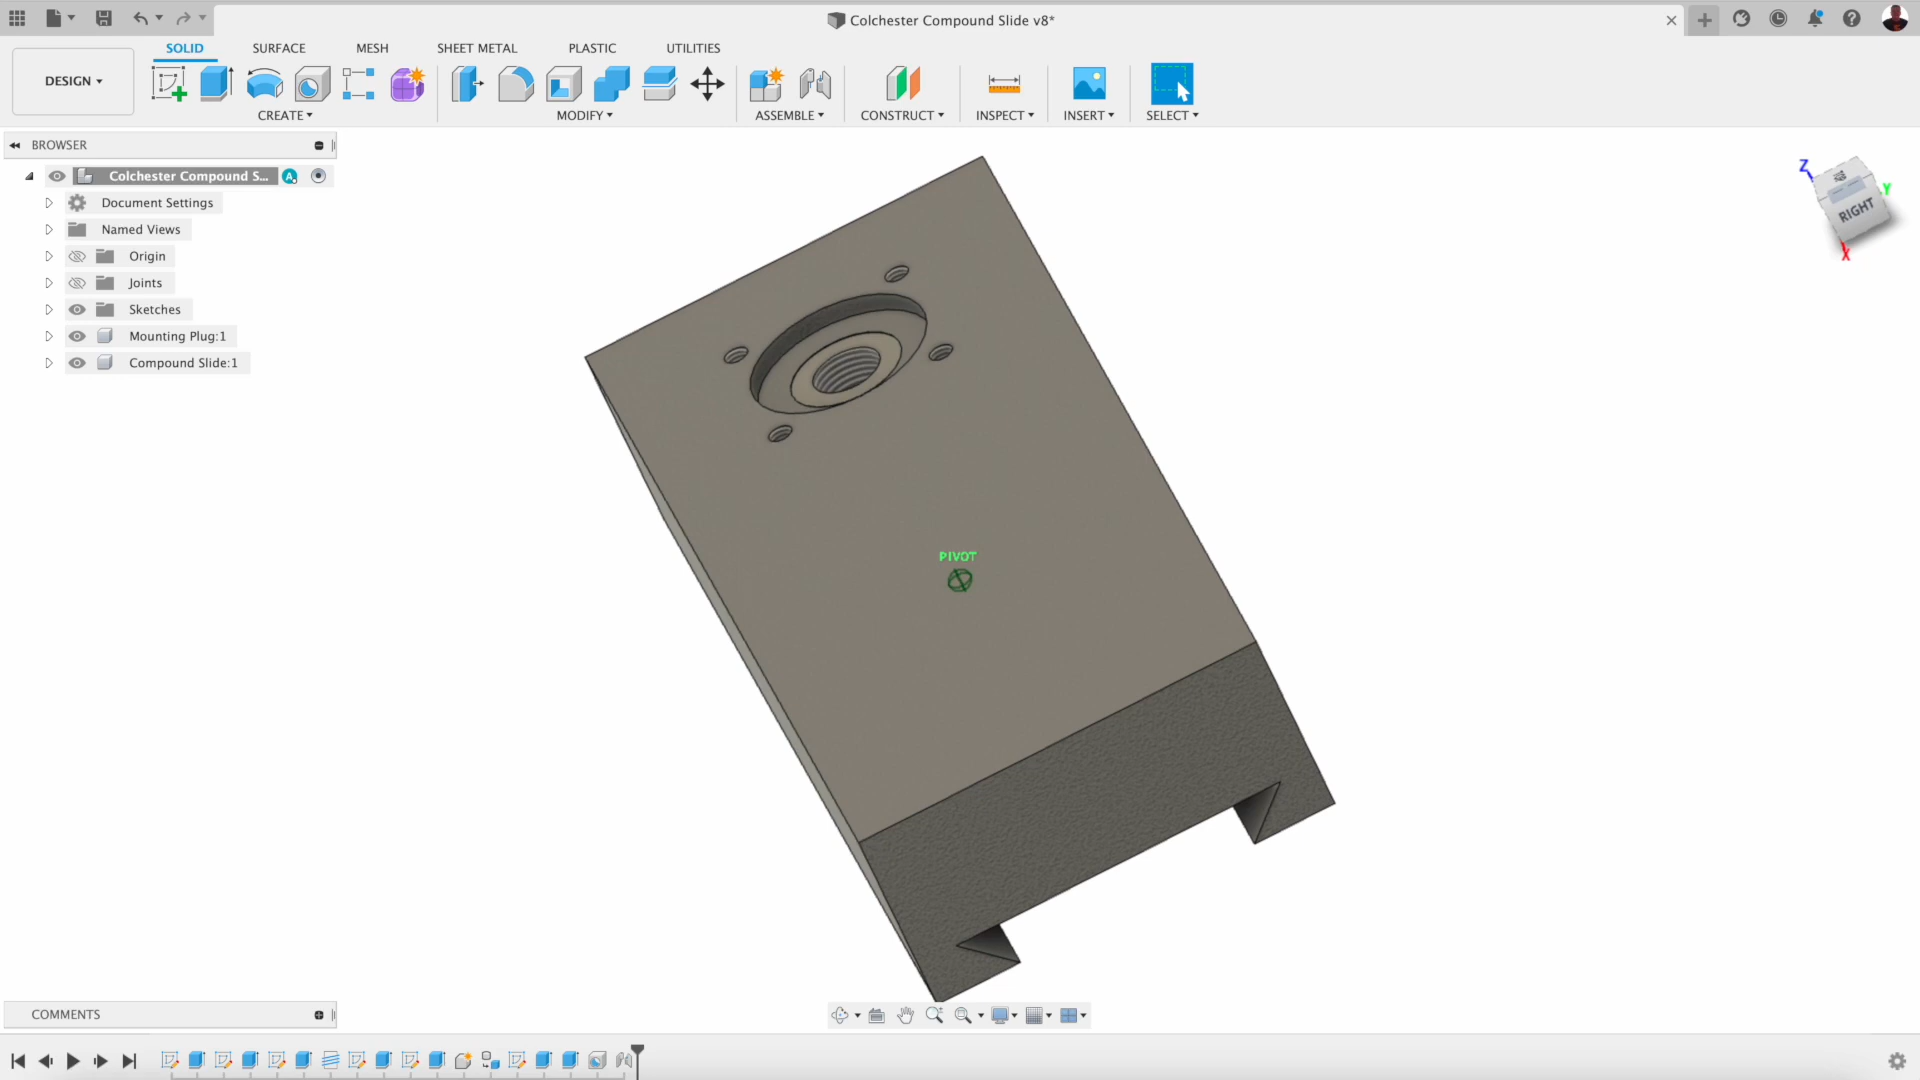 Colchester Compound Slide v8*
SOLID SURFACE MESH SHEET METAL PLASTIC UTILITIES
DESIGN
CREATE MODIFY ASSEMBLE CONSTRUCT INSPECT INSERT SELECT
BROWSER
Colchester Compound S...
Document Settings
Named Views
Origin
Joints
Sketches
Mounting Plug:1
Compound Slide:1
Z
Y
RIGHT
X
PIVOT
COMMENTS